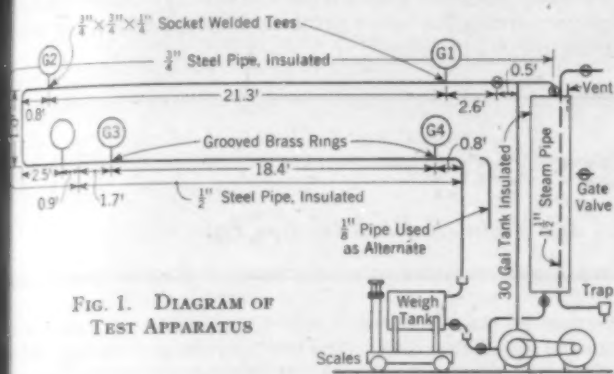 3/4" × 3/4" × 1/4" Socket Welded Tees
G2
3/4" Steel Pipe, Insulated
G1
0.5'
Vent
0.8'
21.3'
2.6'
G3
Grooved Brass Rings
G4
0.8'
2.5'
18.4'
0.9'
1.7'
1/2" Steel Pipe, Insulated
1/8" Pipe Used
as Alternate
30 Gal Tank Insulated
1 1/2" Steam Pipe
Gate
Valve
Trap
Weigh
Tank
Scales
FIG. 1. DIAGRAM OF
TEST APPARATUS